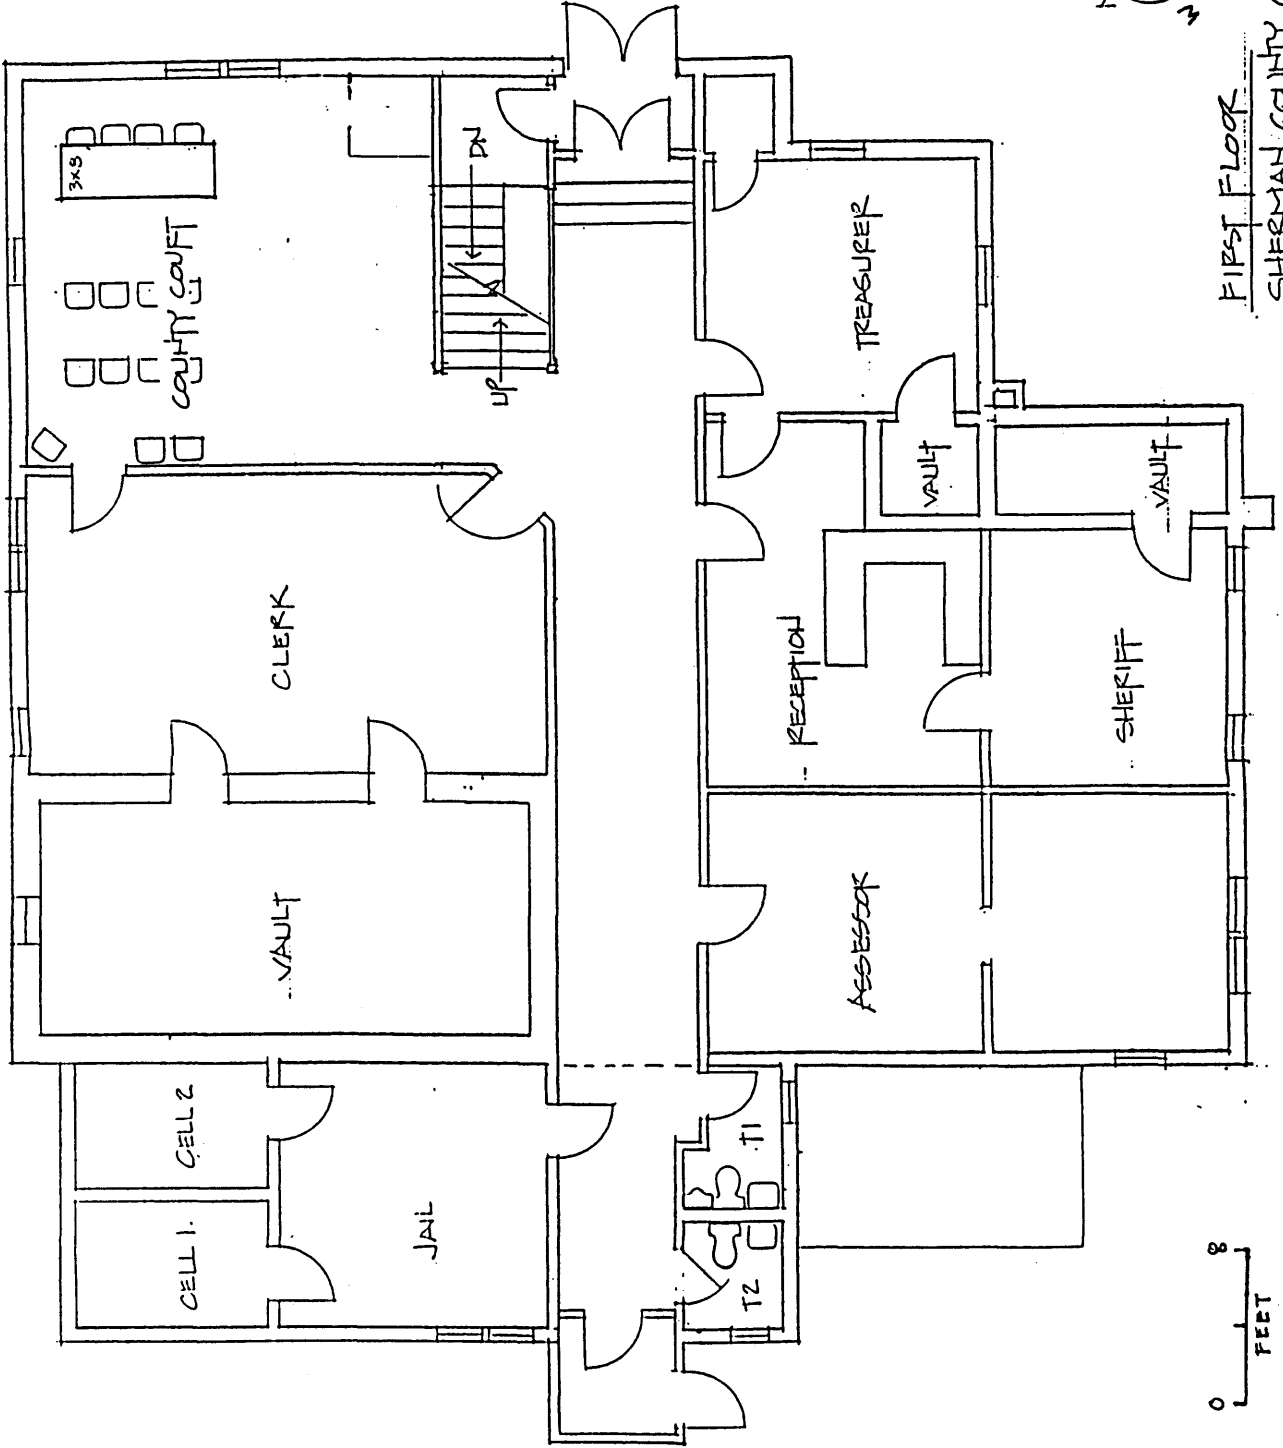 FIRST FLOOR
SHERMAN COUNTY
3x8
COUNTY COURT
DN
UP
TREASURER
VAULT
VAULT
CLERK
RECEPTION
SHERIFF
VAULT
ASSESSOR
CELL 2
CELL 1.
JAIL
T1
T2
0 8
FEET